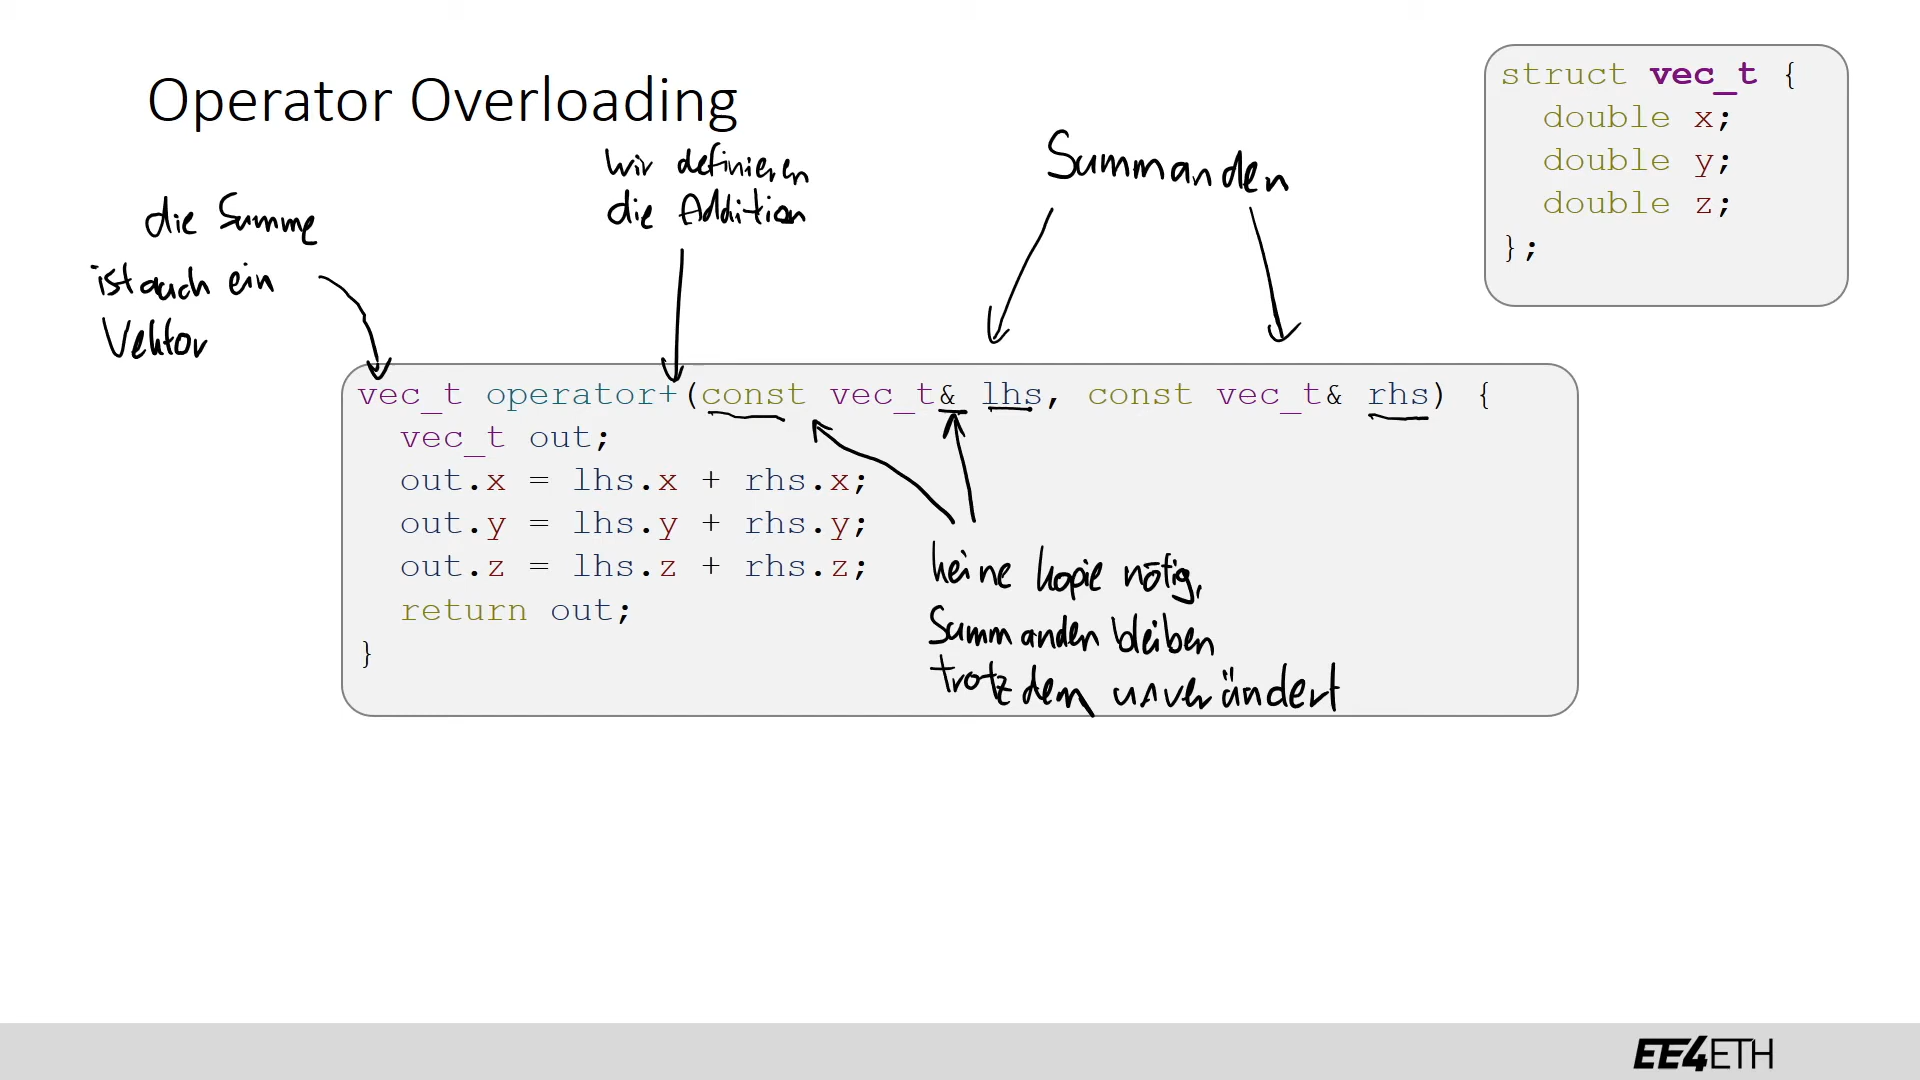 Operator Overloading
struct vec_t {
double x;
double y;
double z;
};
wir definieren
die Addition
Summanden
die Summe
ist auch ein
Vektor
vec_t operator+(const vec_t& lhs, const vec_t& rhs) {
vec_t out;
out.x = lhs.x + rhs.x;
out.y = lhs.y + rhs.y;
out.z = lhs.z + rhs.z;
return out;
}
keine kopie nötig,
Summanden bleiben
trotzdem unverändert
EE4ETH